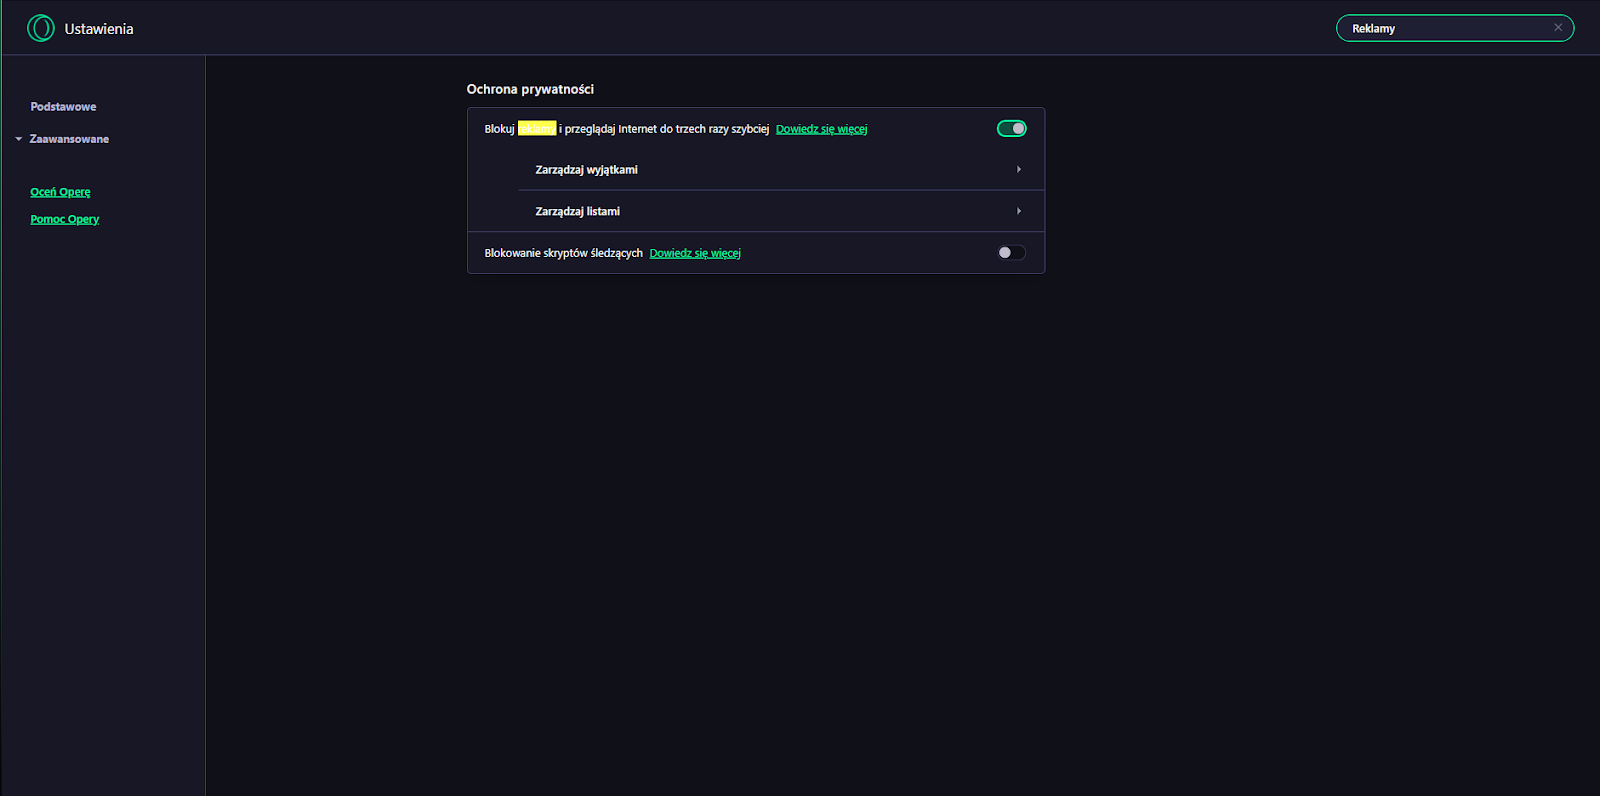 Ustawienia
Reklamy
Podstawowe
Zaawansowane
Oceń Operę
Pomoc Opery
Ochrona prywatności
Blokuj reklamy i przeglądaj Internet do trzech razy szybciej Dowiedz się więcej
Zarządzaj wyjątkami
Zarządzaj listami
Blokowanie skryptów śledzących Dowiedz się więcej